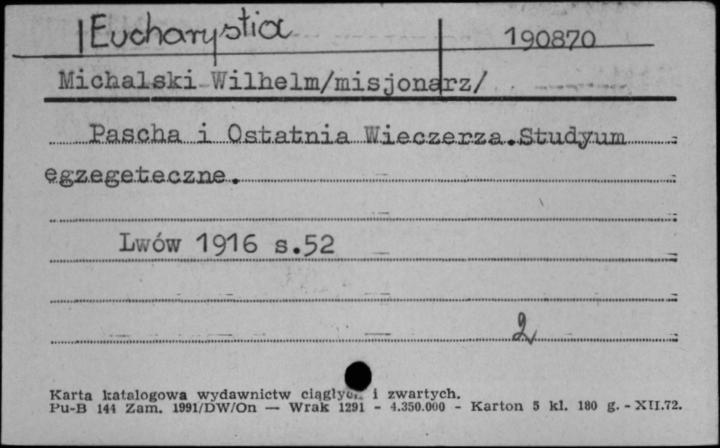 Eucharystia 190870
Michalski Wilhelm/misjonarz/
Pascha i Ostatnia Wieczerza.Studyum
egzegeteczne.
Lwów 1916 s.52
2
Karta katalogowa wydawnictw ciągłych i zwartych.
Pu-B 144 Zam. 1991/DW/On — Wrak 1291 - 4.350.000 - Karton 5 kl. 180 g. - XII.72.